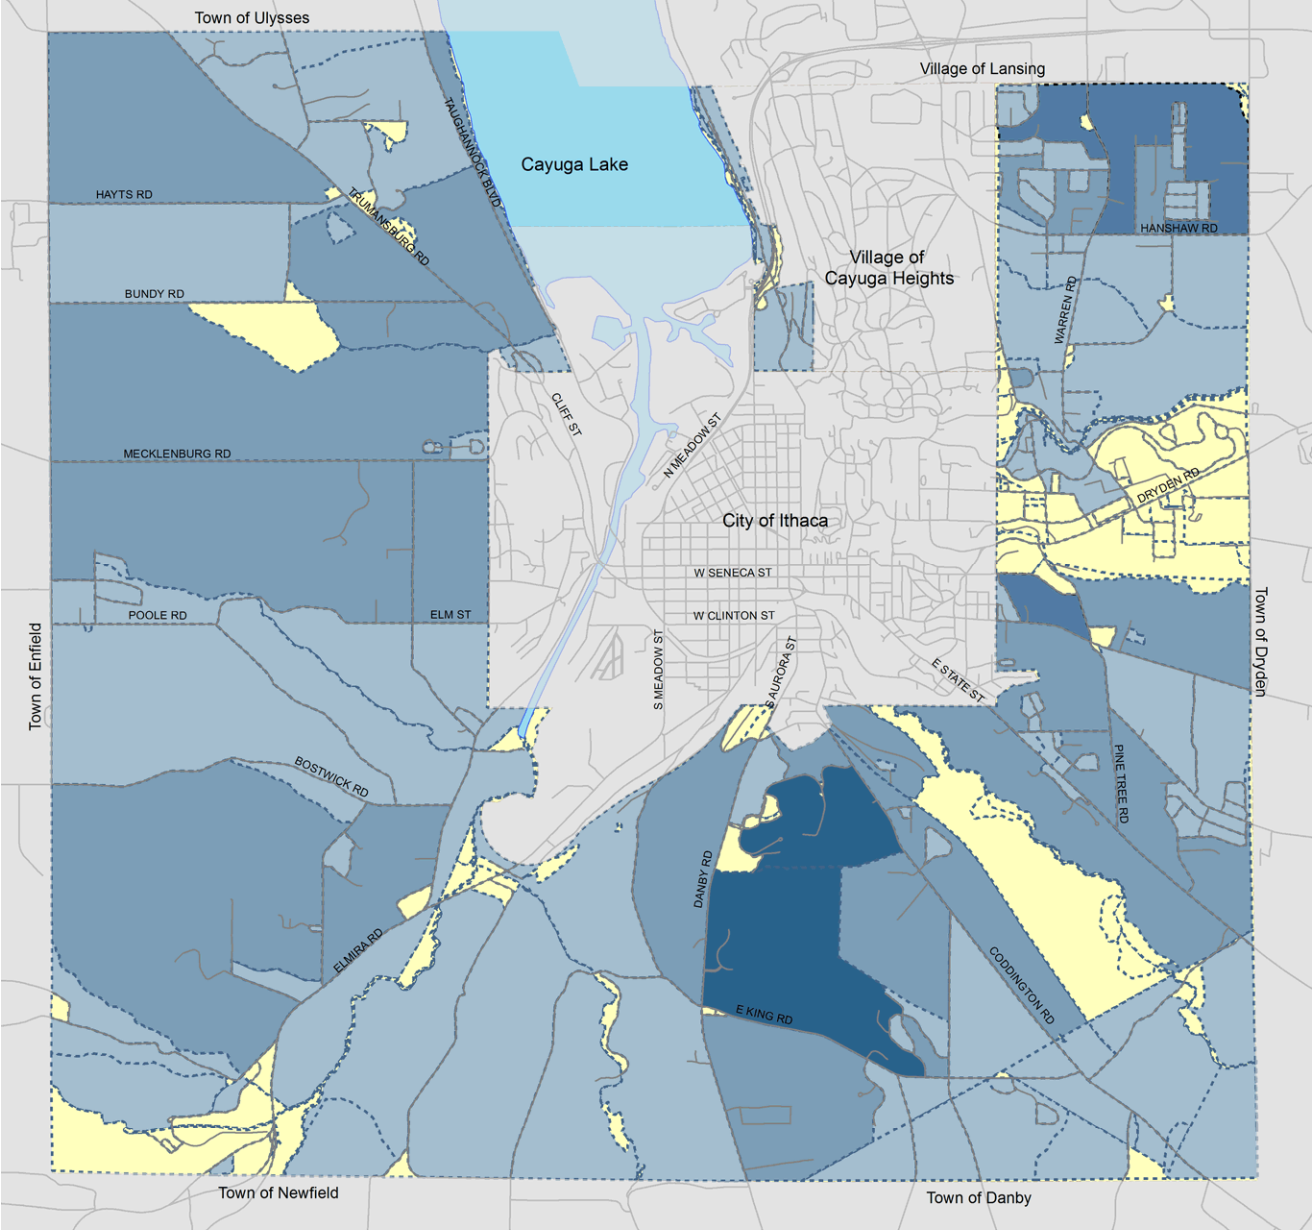 Town of Ulysses
Village of Lansing
TAUGHANNOCK BLVD
Cayuga Lake
HAYTS RD
TRUMANSBURG RD
HANSHAW RD
Village of
Cayuga Heights
BUNDY RD
WARREN RD
CLIFF ST
N MEADOW ST
MECKLENBURG RD
DRYDEN RD
City of Ithaca
W SENECA ST
POOLE RD
ELM ST
W CLINTON ST
Town of Enfield
S MEADOW ST
S AURORA ST
E STATE ST
Town of Dryden
BOSTWICK RD
PINE TREE RD
DANBY RD
ELMIRA RD
CODDINGTON RD
E KING RD
Town of Newfield
Town of Danby